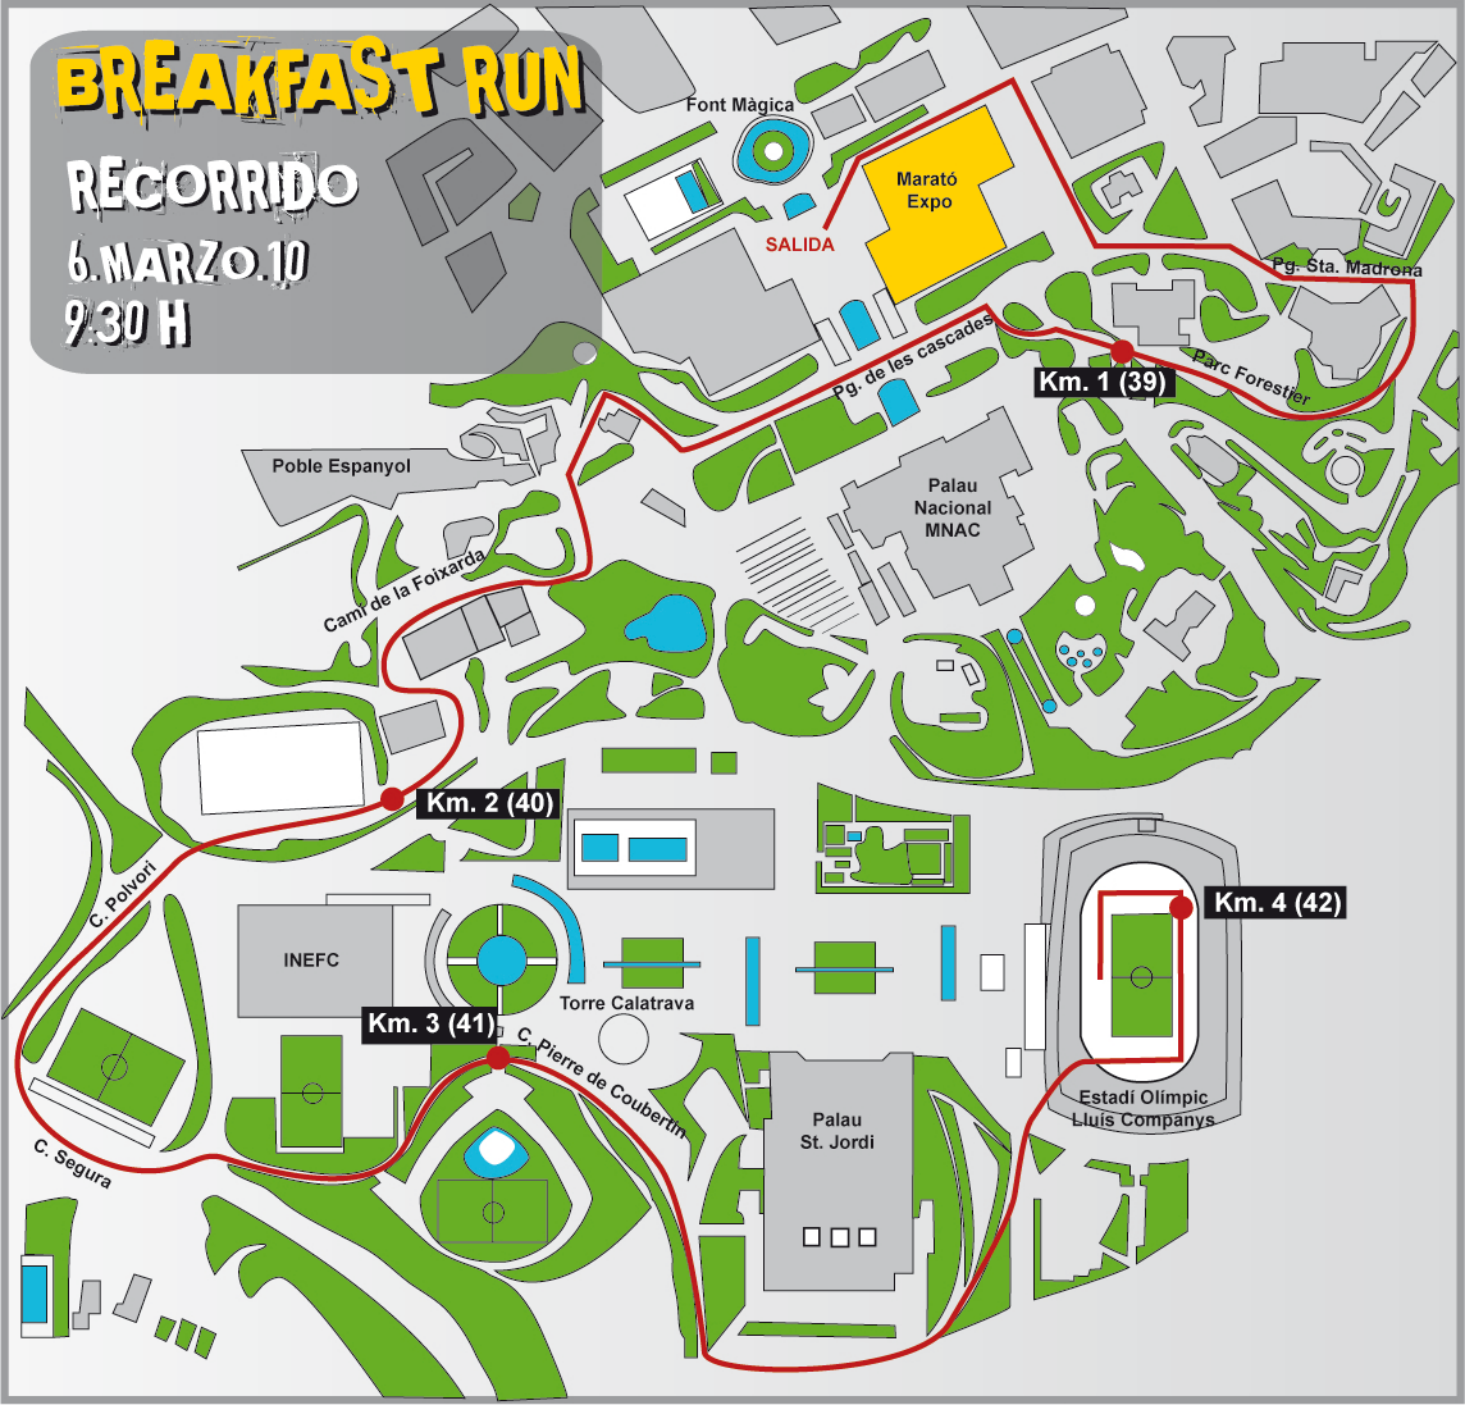 BREAKFAST RUN
RECORRIDO
6.MARZO.10
9:30 H
Font Màgica
Marató
Expo
SALIDA
Pg. Sta. Madrona
Pg. de les cascades
Km. 1 (39)
Parc Forestier
Poble Espanyol
Palau
Nacional
MNAC
Camí de la Foixarda
Km. 2 (40)
C. Polvori
INEFC
Km. 4 (42)
Torre Calatrava
Km. 3 (41)
C. Pierre de Coubertín
Estadí Olímpic
Lluís Companys
Palau
St. Jordi
C. Segura